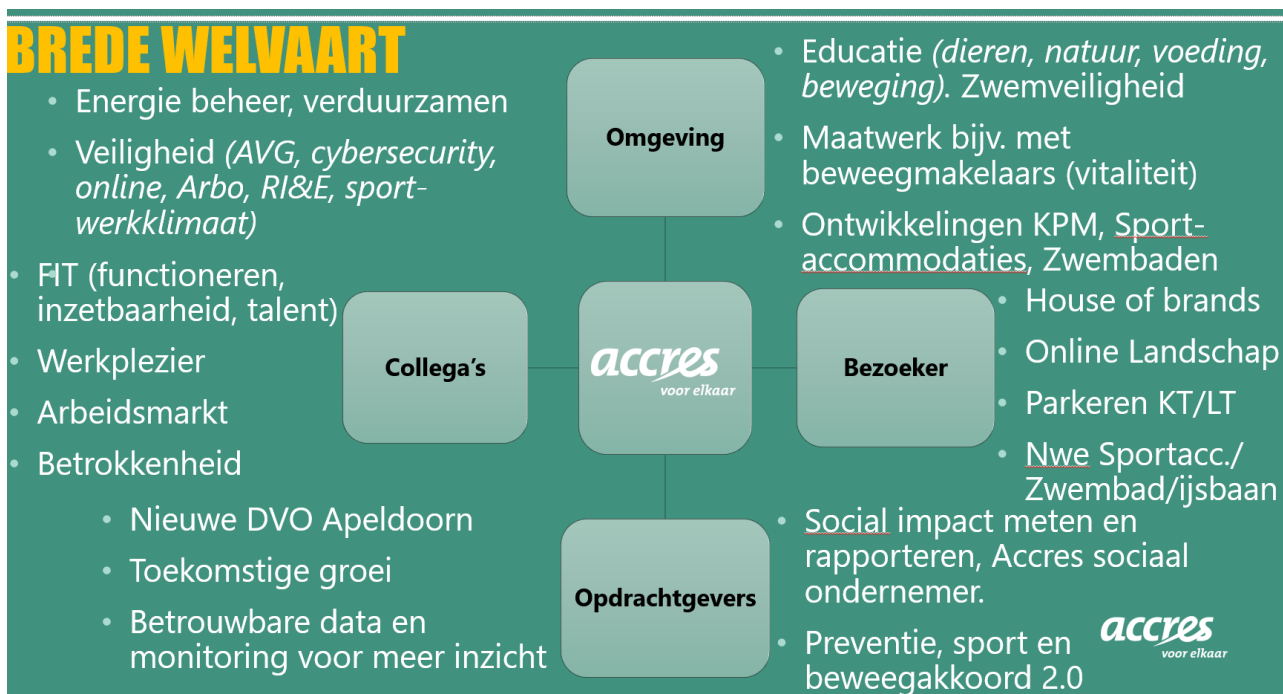 BREDE WELVAART
• Energie beheer, verduurzamen
• Veiligheid (AVG, cybersecurity,
online, Arbo, RI&E, sport-
werkklimaat)
• FIT (functioneren,
inzetbaarheid, talent)
• Werkplezier
• Arbeidsmarkt
• Betrokkenheid
• Nieuwe DVO Apeldoorn
• Toekomstige groei
• Betrouwbare data en
monitoring voor meer inzicht
Omgeving
Collega's
accres
voor elkaar
Bezoeker
Opdrachtgevers
• Educatie (dieren, natuur, voeding,
beweging). Zwemveiligheid
• Maatwerk bijv. met
beweegmakelaars (vitaliteit)
• Ontwikkelingen KPM, Sport-
accommodaties, Zwembaden
• House of brands
• Online Landschap
• Parkeren KT/LT
• Nwe Sportacc./
Zwembad/ijsbaan
• Social impact meten en
rapporteren, Accres sociaal
ondernemer.
• Preventie, sport en
beweegakkoord 2.0
accres
voor elkaar